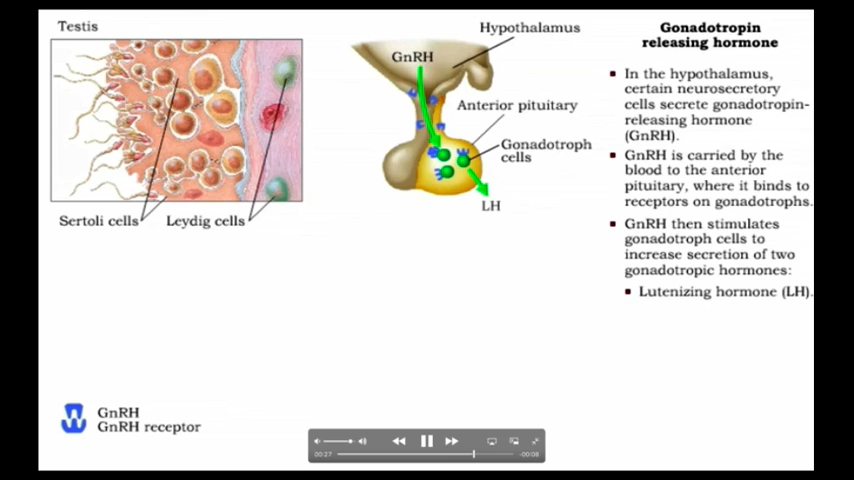 Testis
Sertoli cells
Leydig cells
Hypothalamus
GnRH
Anterior pituitary
Gonadotroph
cells
LH
Gonadotropin
releasing hormone
▪ In the hypothalamus,
certain neurosecretory
cells secrete gonadotropin-
releasing hormone
(GnRH).
▪ GnRH is carried by the
blood to the anterior
pituitary, where it binds to
receptors on gonadotrophs.
▪ GnRH then stimulates
gonadotroph cells to
increase secretion of two
gonadotropic hormones:
▪ Lutenizing hormone (LH).
GnRH
GnRH receptor
00:27
-00:08